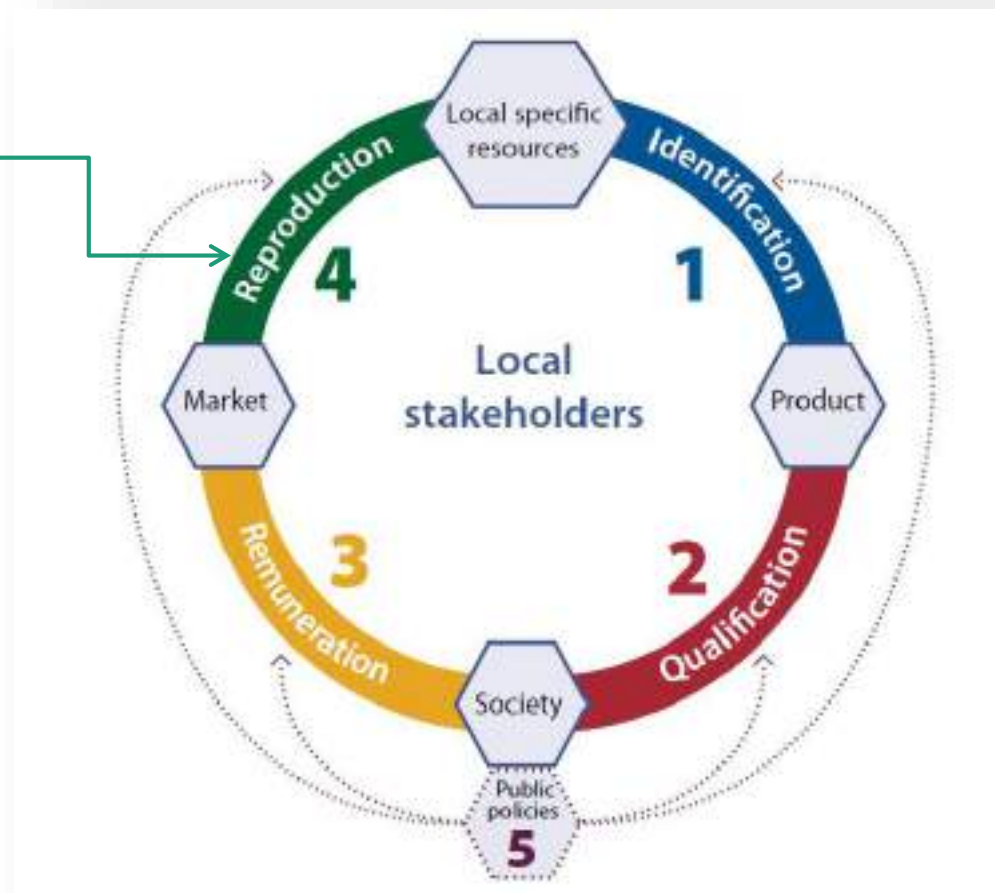 Local specific
resources
Identification
1
Product
Qualification
2
Society
Remuneration
3
Market
Reproduction
4
Local
stakeholders
Public
policies
5